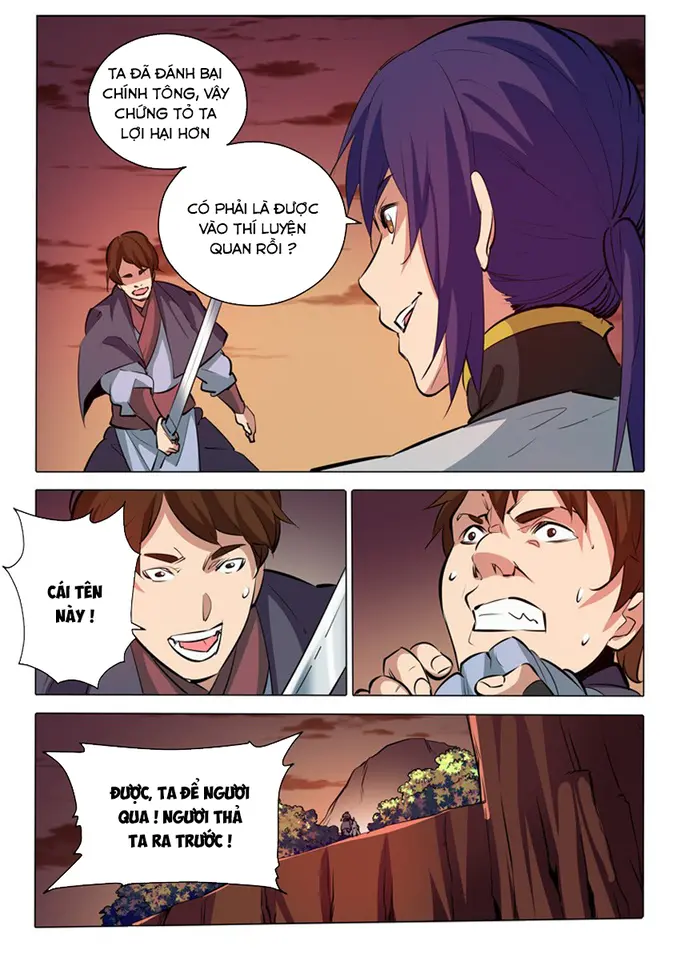 TA ĐÃ ĐÁNH BẠI
CHÍNH TÔNG, VẬY
CHỨNG TỎ TA
LỢI HẠI HƠN
CÓ PHẢI LÀ ĐƯỢC
VÀO THÍ LUYỆN
QUAN RỒI ?
CÁI TÊN
NÀY !
ĐƯỢC, TA ĐỂ NGƯƠI
QUA ! NGƯƠI THẢ
TA RA TRƯỚC !